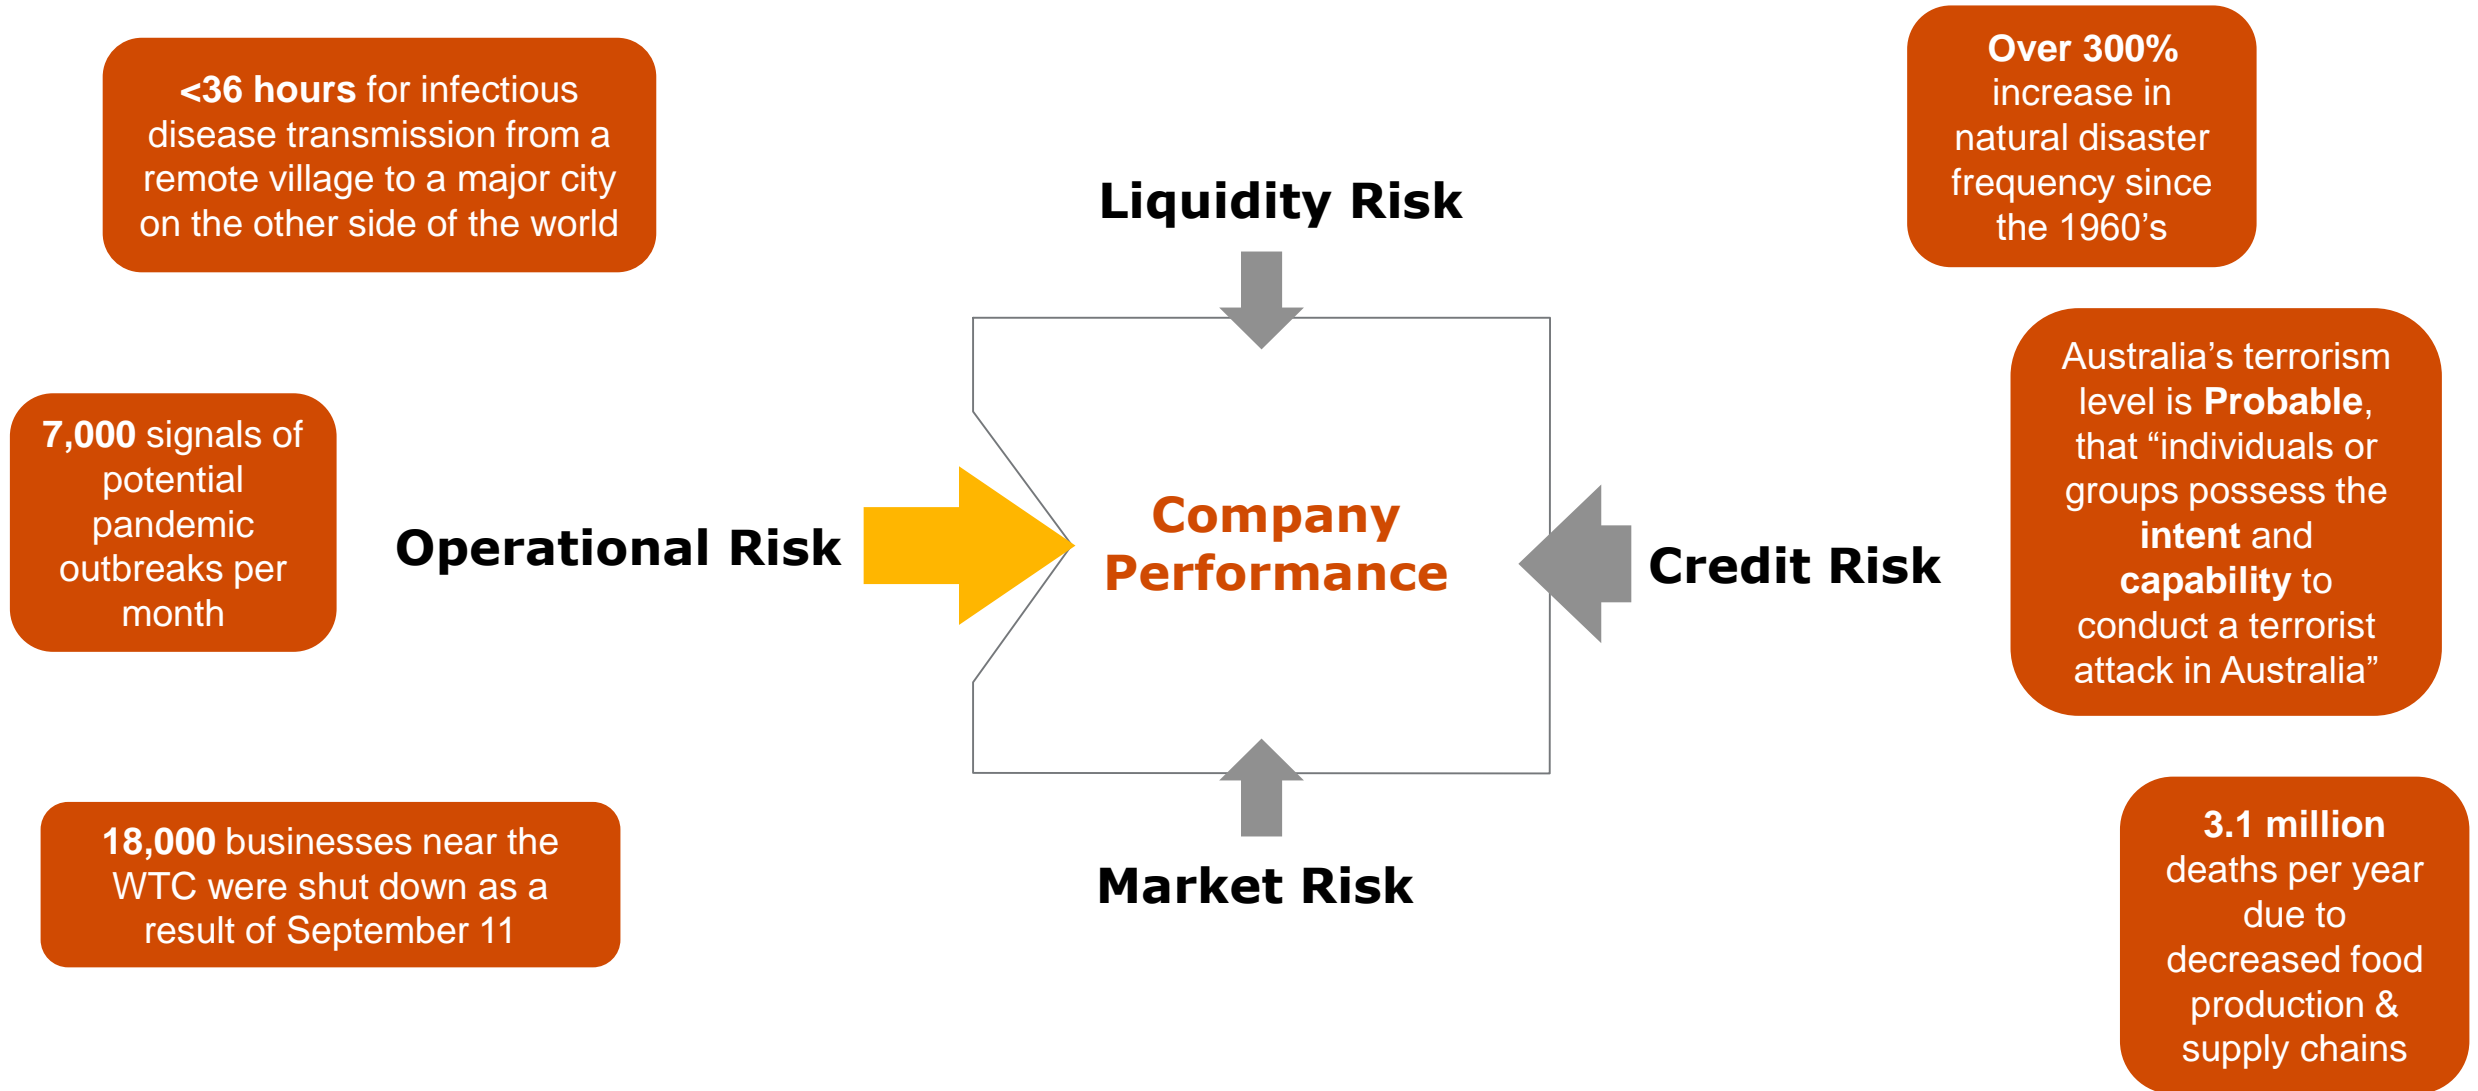 <36 hours for infectious
disease transmission from a
remote village to a major city
on the other side of the world
Over 300%
increase in
natural disaster
frequency since
the 1960’s
Liquidity Risk
7,000 signals of
potential
pandemic
outbreaks per
month
Operational Risk
Company
Performance
Credit Risk
Australia’s terrorism
level is Probable,
that “individuals or
groups possess the
intent and
capability to
conduct a terrorist
attack in Australia”
18,000 businesses near the
WTC were shut down as a
result of September 11
Market Risk
3.1 million
deaths per year
due to
decreased food
production &
supply chains